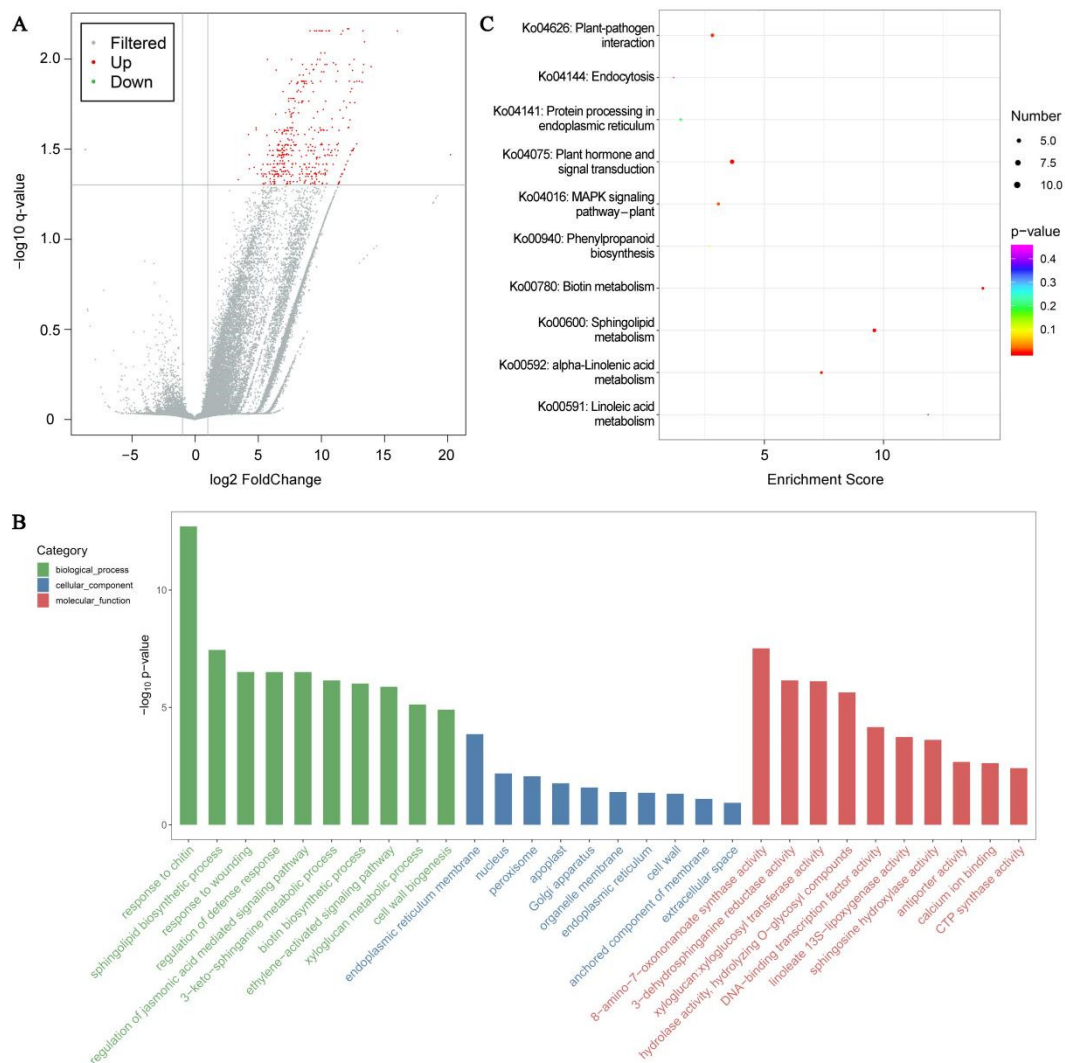 A
Filtered
Up
Down
2.0
1.5
1.0
0.5
0
−log10 q-value
−5
0
5
10
15
20
log2 FoldChange
C
Ko04626: Plant-pathogen
interaction
Ko04144: Endocytosis
Ko04141: Protein processing in
endoplasmic reticulum
Ko04075: Plant hormone and
signal transduction
Ko04016: MAPK signaling
pathway−plant
Ko00940: Phenylpropanoid
biosynthesis
Ko00780: Biotin metabolism
Ko00600: Sphingolipid
metabolism
Ko00592: alpha-Linolenic acid
metabolism
Ko00591: Linoleic acid
metabolism
5
10
Enrichment Score
Number
5.0
7.5
10.0
p-value
0.4
0.3
0.2
0.1
B
Category
biological_process
cellular_component
molecular_function
−log10 p-value
10
5
0
response to chitin
sphingolipid biosynthetic process
response to wounding
regulation of defense response
regulation of jasmonic acid mediated signaling pathway
3−keto−sphinganine metabolic process
biotin biosynthetic process
ethylene−activated signaling pathway
xyloglucan metabolic process
cell wall biogenesis
endoplasmic reticulum membrane
nucleus
peroxisome
apoplast
Golgi apparatus
organelle membrane
endoplasmic reticulum
cell wall
anchored component of membrane
extracellular space
8−amino−7−oxononanoate synthase activity
3−dehydrosphinganine reductase activity
xyloglucan:xyloglucosyl transferase activity
hydrolase activity, hydrolyzing O−glycosyl compounds
DNA−binding transcription factor activity
linoleate 13S−lipoxygenase activity
sphingosine hydroxylase activity
antiporter activity
calcium ion binding
CTP synthase activity